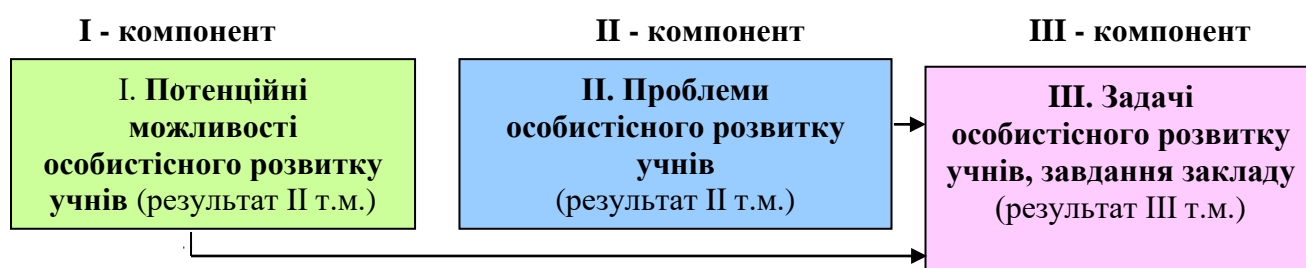 I - компонент
II - компонент
III - компонент
I. Потенційні
можливості
особистісного розвитку
учнів (результат II т.м.)
II. Проблеми
особистісного розвитку
учнів
(результат II т.м.)
III. Задачі
особистісного розвитку
учнів, завдання закладу
(результат III т.м.)